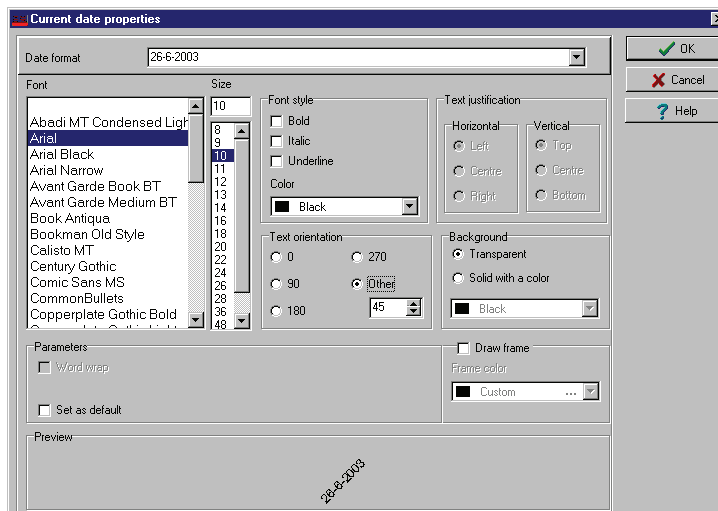 Current date properties
Date format
26-6-2003
OK
Cancel
Help
Font
Abadi MT Condensed Ligh
Arial
Arial Black
Arial Narrow
Avant Garde Book BT
Avant Garde Medium BT
Book Antiqua
Bookman Old Style
Calisto MT
Century Gothic
Comic Sans MS
CommonBullets
Copperplate Gothic Bold
Size
10
8
9
10
11
12
13
14
16
18
20
22
24
26
28
36
48
Font style
Bold
Italic
Underline
Color
Black
Text justification
Horizontal
Left
Centre
Right
Vertical
Top
Centre
Bottom
Text orientation
0
270
90
Other
180
45
Background
Transparent
Solid with a color
Black
Parameters
Word wrap
Set as default
Draw frame
Frame color
Custom ...
Preview
26-6-2003